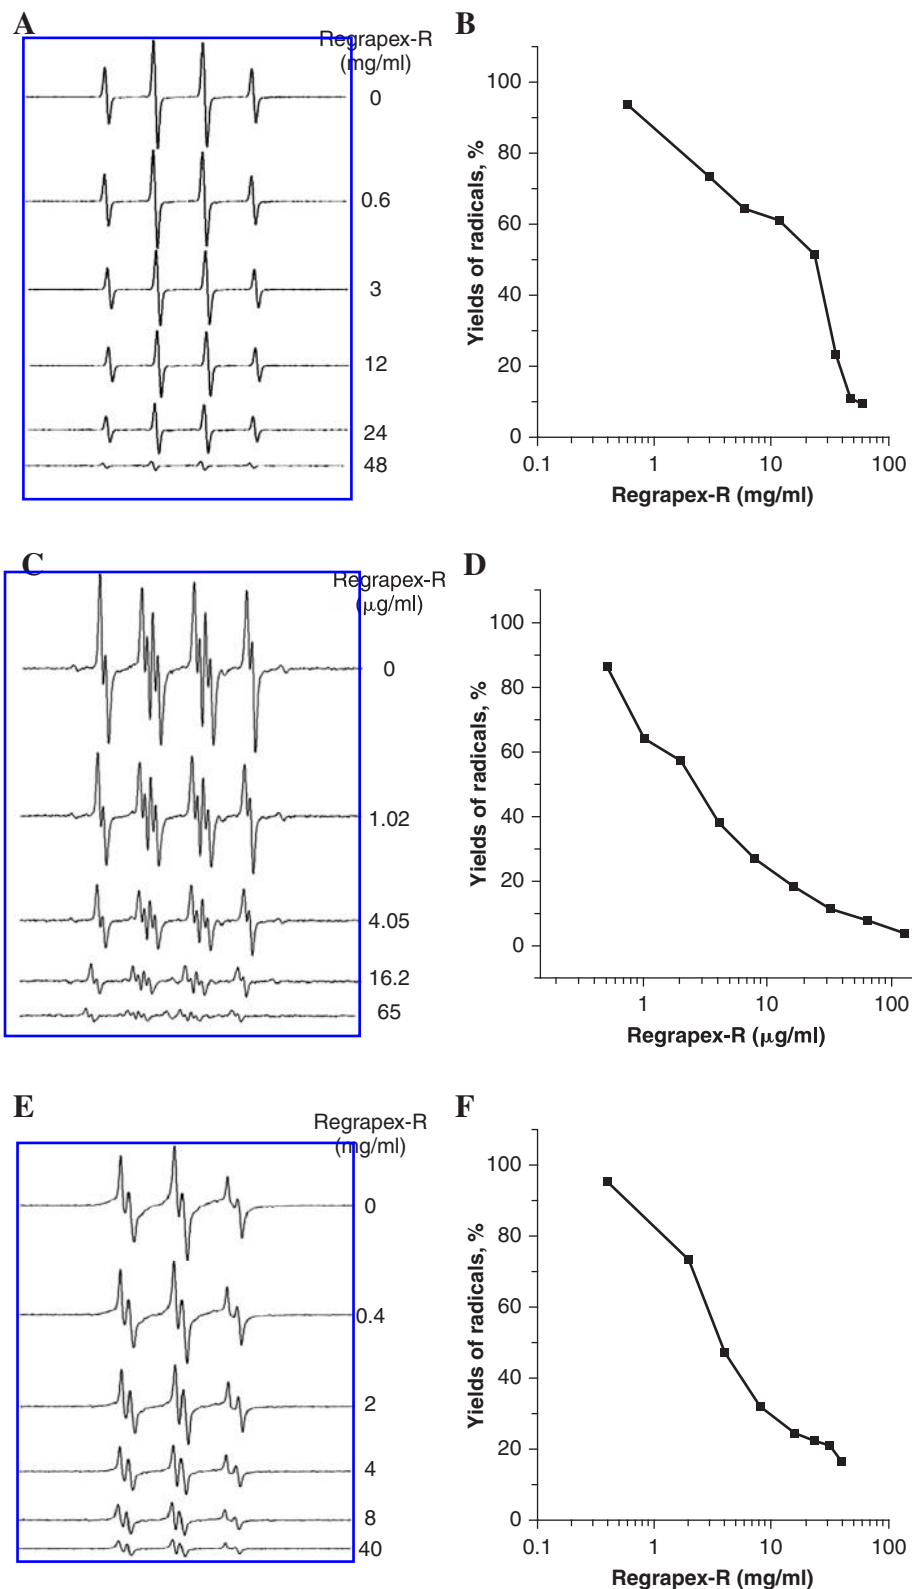 A
Regrapex-R
(mg/ml)
0
0.6
3
12
24
48
B
Yields of radicals, %
100
80
60
40
20
0
0.1 1 10 100
Regrapex-R (mg/ml)
C
Regrapex-R
(μg/ml)
0
1.02
4.05
16.2
65
D
Yields of radicals, %
100
80
60
40
20
0
1 10 100
Regrapex-R (μg/ml)
E
Regrapex-R
(mg/ml)
0
0.4
2
4
8
40
F
Yields of radicals, %
100
80
60
40
20
0
0.1 1 10 100
Regrapex-R (mg/ml)